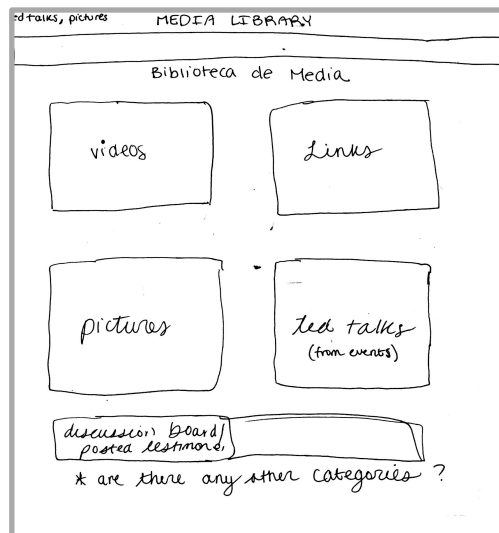 ed talks, pictures MEDIA LIBRARY
Biblioteca de Media
videos
Links
pictures
ted talks
(from events)
discussion board/
posted
* are there any other categories ?